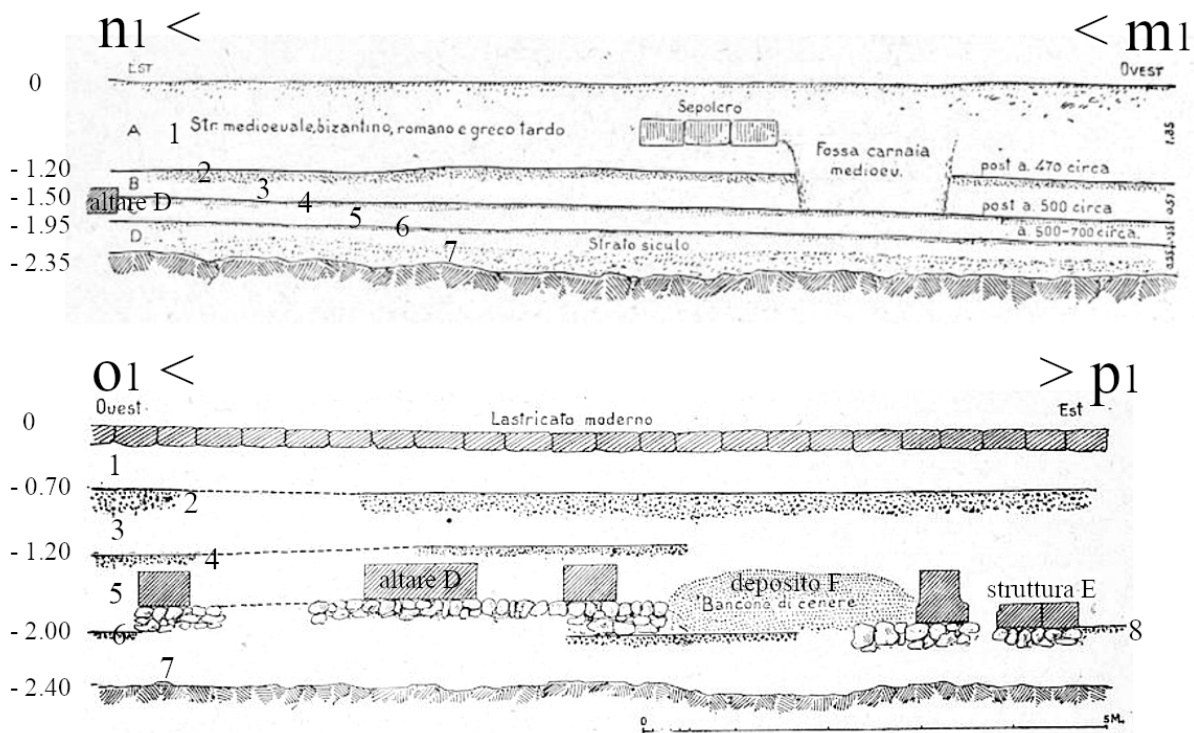 n1 < < m1
EST Ovest
0
A 1 Str. medioevale, bizantino, romano e greco tardo.
Sepolcro
Fossa carnaia
medioev.
1.85
- 1.20 2 post a. 470 circa
B 3
- 1.50 4 post a. 500 circa 0.57
altare D
- 1.95 5 6 a. 500-700 circa.
D 7 Strato siculo
- 2.35
o1 < > p1
Ovest Est
0 Lastricato moderno
1
- 0.70 2
3
- 1.20 4
5 altare D deposito F struttura E
"Bancone di cenere"
- 2.00 6 8
7
- 2.40
0 5 M.